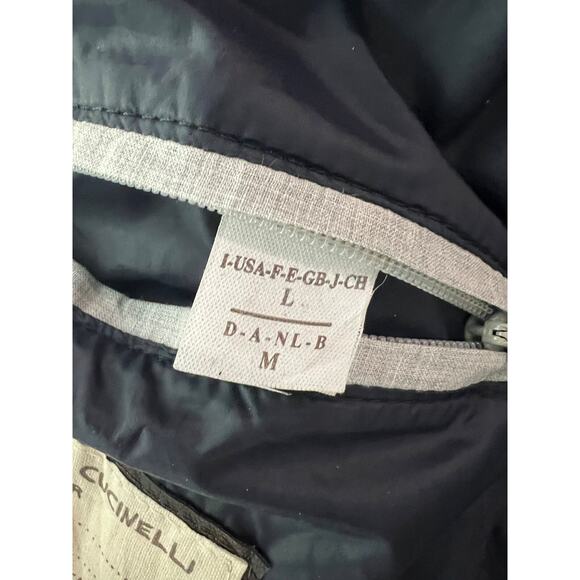 I-USA-F-E-GB-J-CH
L
D-A-NL-B
M
CUCINELLI
R